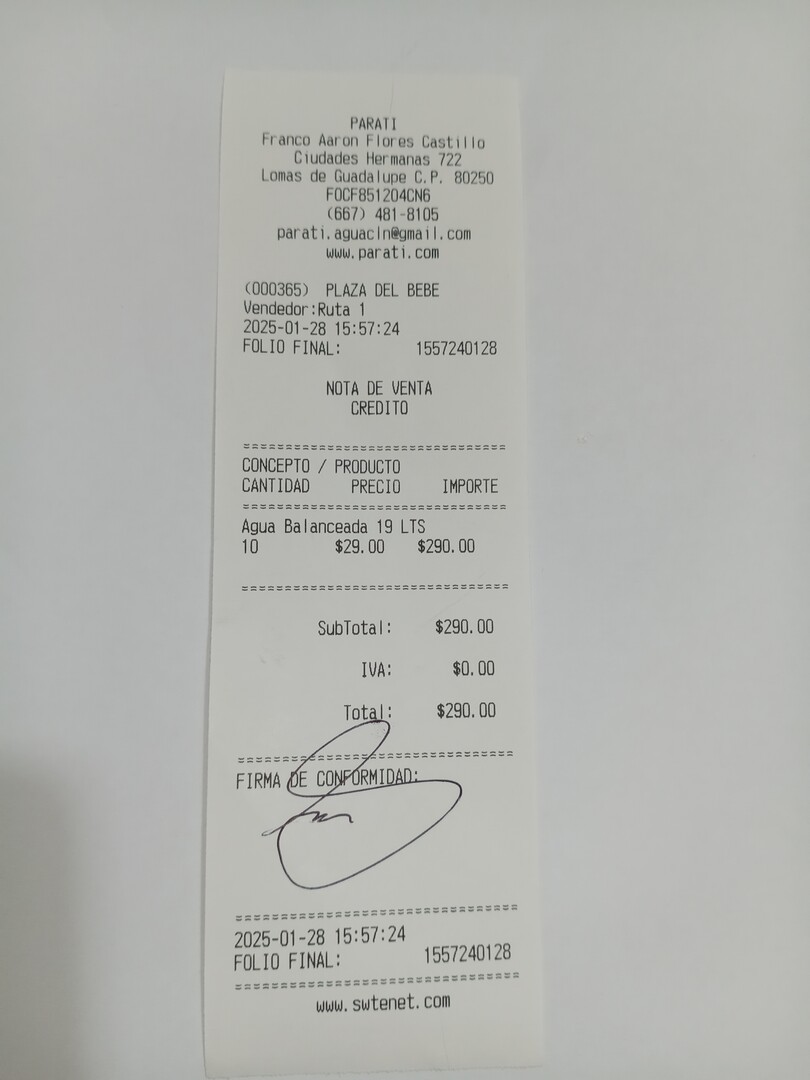 PARATI
Franco Aaron Flores Castillo
Ciudades Hermanas 722
Lomas de Guadalupe C.P. 80250
FOCF851204CN6
(667) 481-8105
parati.aguacln@gmail.com
www.parati.com
(000365) PLAZA DEL BEBE
Vendedor:Ruta 1
2025-01-28 15:57:24
FOLIO FINAL: 1557240128
NOTA DE VENTA
CREDITO
===============================
CONCEPTO / PRODUCTO
CANTIDAD PRECIO IMPORTE
===============================
Agua Balanceada 19 LTS
10 $29.00 $290.00
===============================
SubTotal: $290.00
IVA: $0.00
Total: $290.00
===============================
FIRMA DE CONFORMIDAD:
===============================
2025-01-28 15:57:24
FOLIO FINAL: 1557240128
===============================
www.swtenet.com